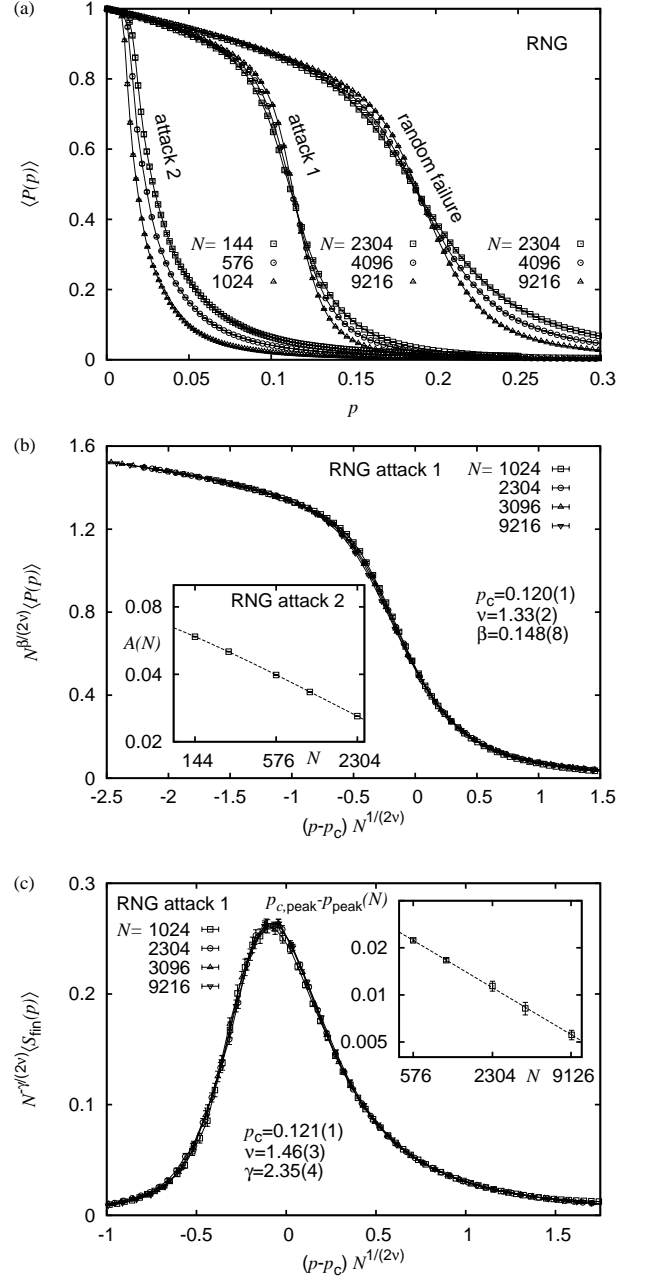 (a)
RNG
attack 2
attack 1
random failure
N= 144
576
1024
N= 2304
4096
9216
N= 2304
4096
9216
⟨P(p)⟩
1
0.8
0.6
0.4
0.2
0
0 0.05 0.1 0.15 0.2 0.25 0.3
p
(b)
RNG attack 1
N= 1024
2304
3096
9216
p_c=0.120(1)
ν=1.33(2)
β=0.148(8)
N^{β/(2ν)}⟨P(p)⟩
1.6
1.2
0.8
0.4
0
RNG attack 2
A(N)
0.08
0.04
0.02
144 576 N 2304
-2.5 -2 -1.5 -1 -0.5 0 0.5 1 1.5
(p-p_c) N^{1/(2ν)}
(c)
RNG attack 1
N= 1024
2304
3096
9216
p_{c,peak}-p_{peak}(N)
0.02
0.01
0.005
576 2304 N 9126
N^{-γ/(2ν)}⟨S_{fin}(p)⟩
0.3
0.2
0.1
0
p_c=0.121(1)
ν=1.46(3)
γ=2.35(4)
-1 -0.5 0 0.5 1 1.5
(p-p_c) N^{1/(2ν)}